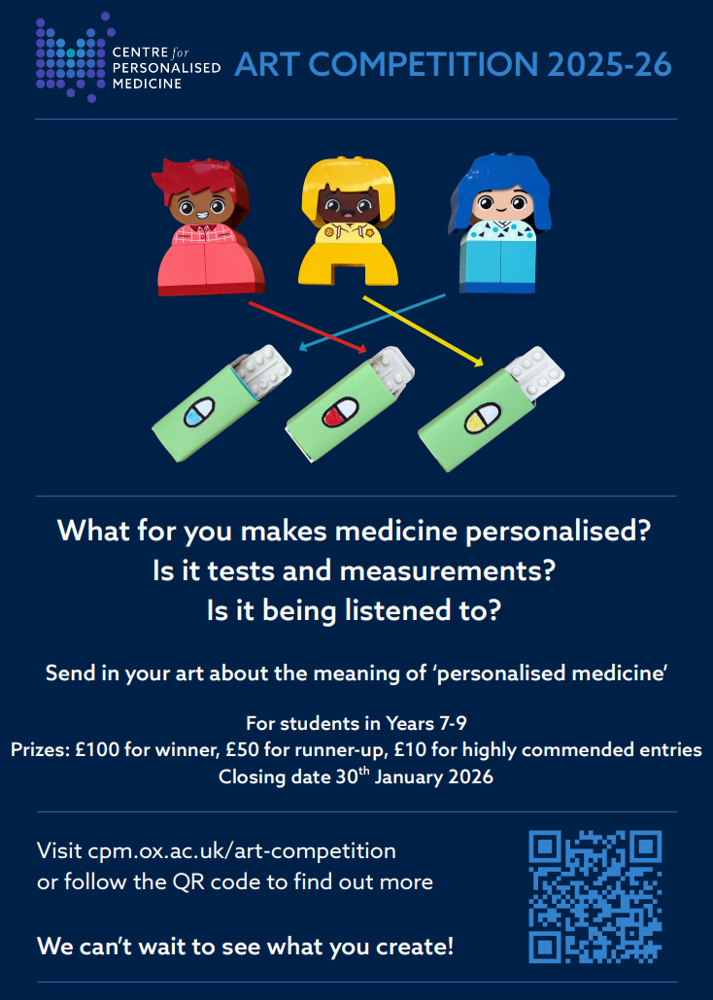 CENTRE for
PERSONALISED
MEDICINE
ART COMPETITION 2025-26
What for you makes medicine personalised?
Is it tests and measurements?
Is it being listened to?
Send in your art about the meaning of ‘personalised medicine’
For students in Years 7-9
Prizes: £100 for winner, £50 for runner-up, £10 for highly commended entries
Closing date 30th January 2026
Visit cpm.ox.ac.uk/art-competition
or follow the QR code to find out more
We can’t wait to see what you create!